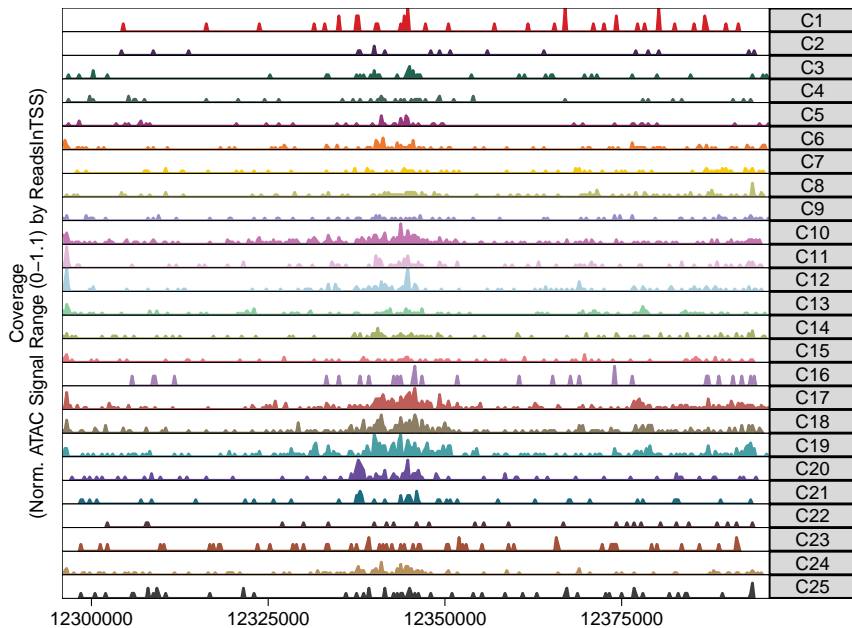 Coverage
(Norm. ATAC Signal Range (0−1.1) by ReadsInTSS)
C1
C2
C3
C4
C5
C6
C7
C8
C9
C10
C11
C12
C13
C14
C15
C16
C17
C18
C19
C20
C21
C22
C23
C24
C25
12300000 12325000 12350000 12375000